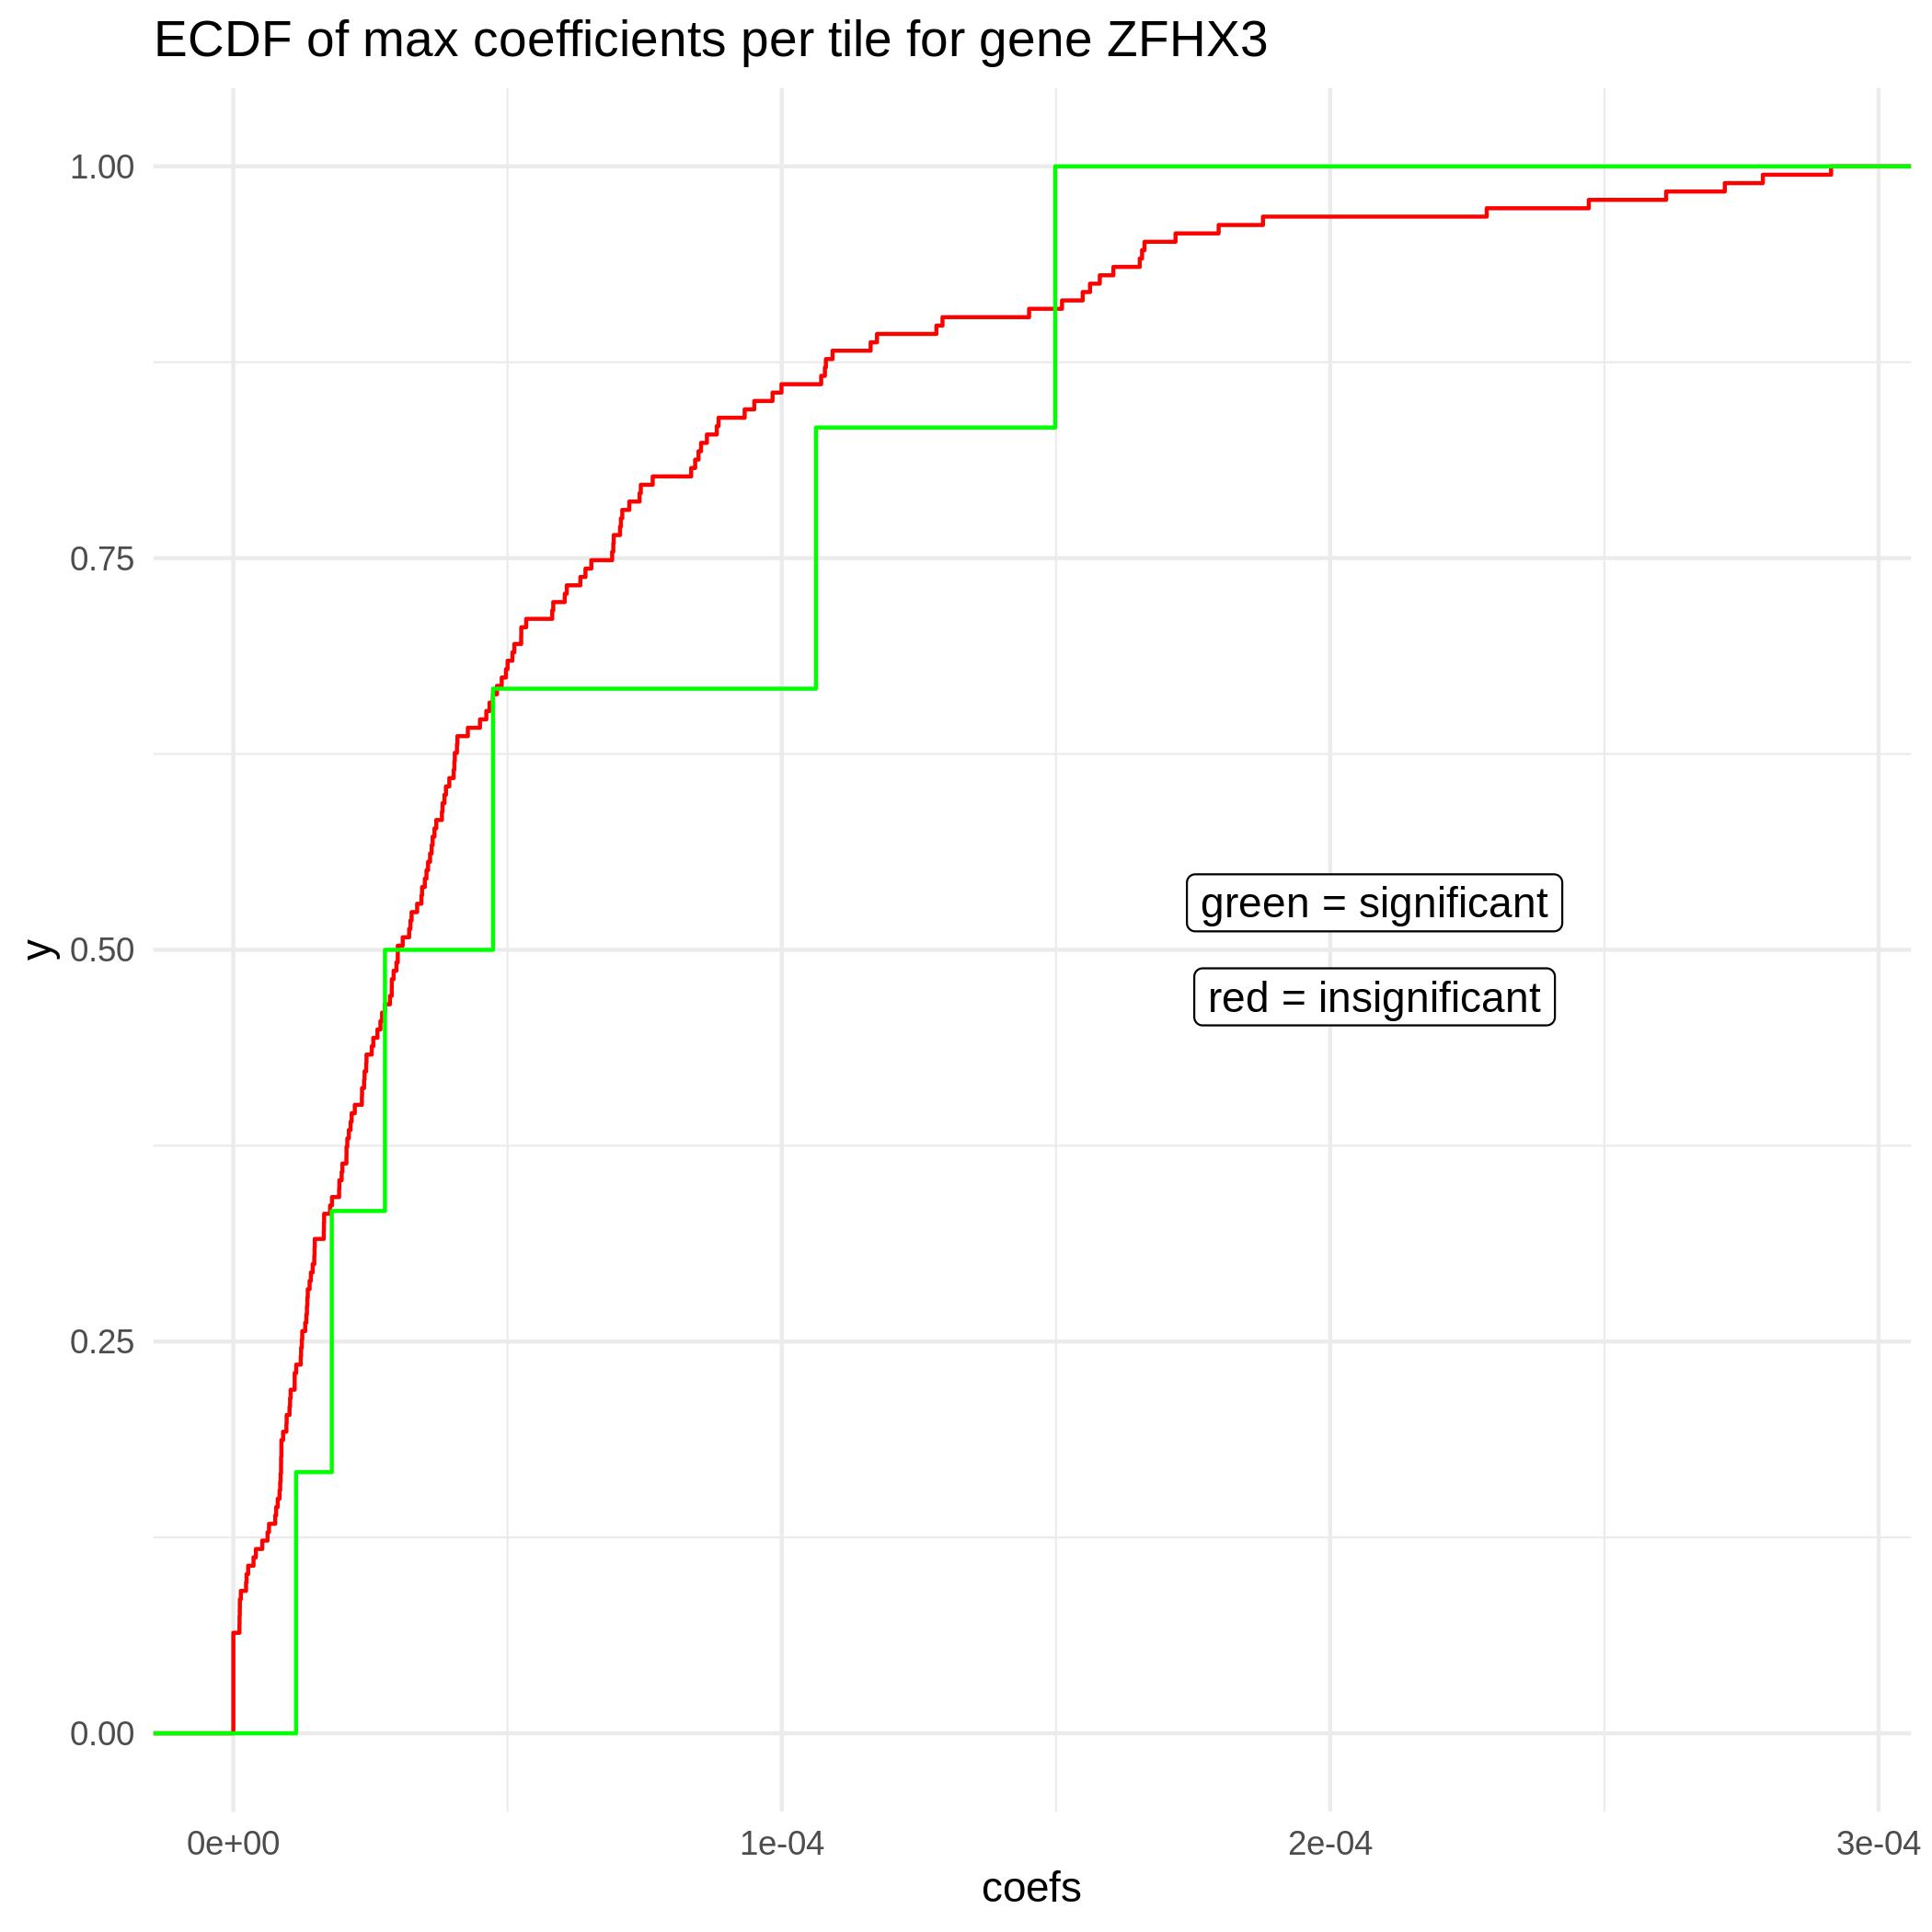 ECDF of max coefficients per tile for gene ZFHX3
1.00
0.75
0.50
0.25
0.00
y
green = significant
red = insignificant
0e+00
1e-04
2e-04
3e-04
coefs